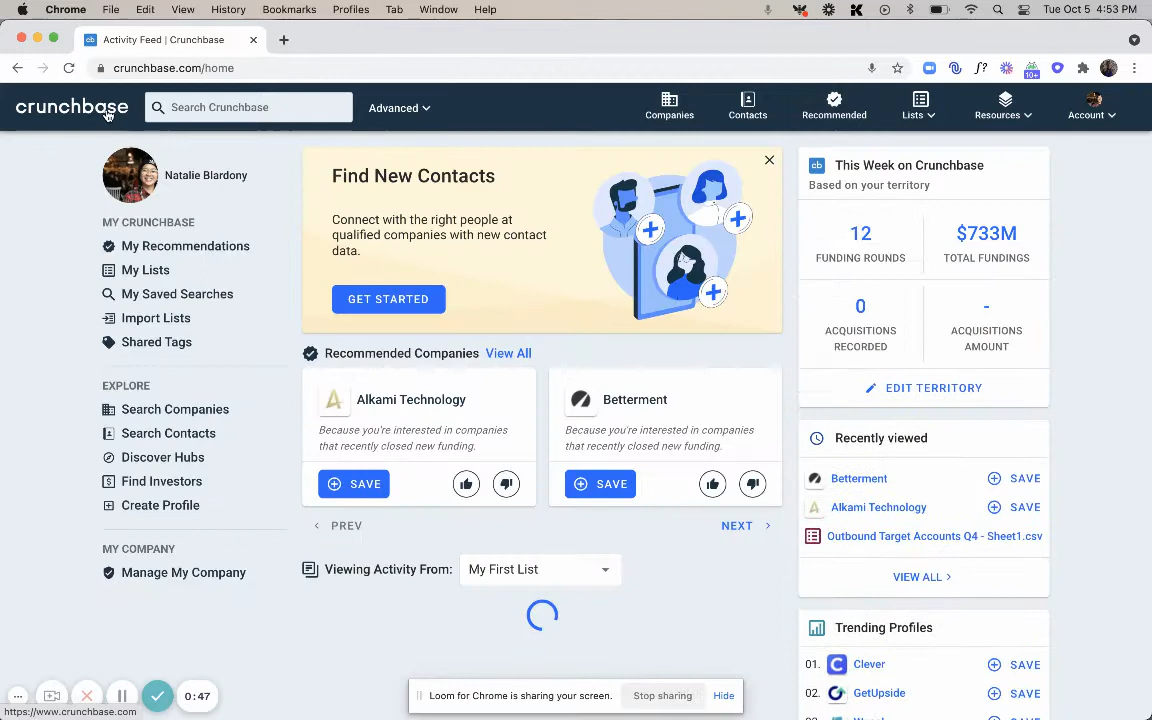 Chrome File Edit View History Bookmarks Profiles Tab Window Help Tue Oct 5 4:53 PM
Activity Feed | Crunchbase
crunchbase.com/home
10+
crunchbase
Search Crunchbase
Advanced
Companies
Contacts
Recommended
Lists
Resources
Account
Natalie Blardony
MY CRUNCHBASE
My Recommendations
My Lists
My Saved Searches
Import Lists
Shared Tags
EXPLORE
Search Companies
Search Contacts
Discover Hubs
Find Investors
Create Profile
MY COMPANY
Manage My Company
Find New Contacts
Connect with the right people at
qualified companies with new contact
data.
GET STARTED
Recommended Companies View All
Alkami Technology
Because you're interested in companies
that recently closed new funding.
SAVE
Betterment
Because you're interested in companies
that recently closed new funding.
SAVE
PREV
NEXT
Viewing Activity From: My First List
cb This Week on Crunchbase
Based on your territory
12
FUNDING ROUNDS
$733M
TOTAL FUNDINGS
0
ACQUISITIONS
RECORDED
-
ACQUISITIONS
AMOUNT
EDIT TERRITORY
Recently viewed
Betterment SAVE
Alkami Technology SAVE
Outbound Target Accounts Q4 - Sheet1.csv
VIEW ALL
Trending Profiles
01. Clever SAVE
02. GetUpside SAVE
0:47
Loom for Chrome is sharing your screen. Stop sharing Hide
https://www.crunchbase.com